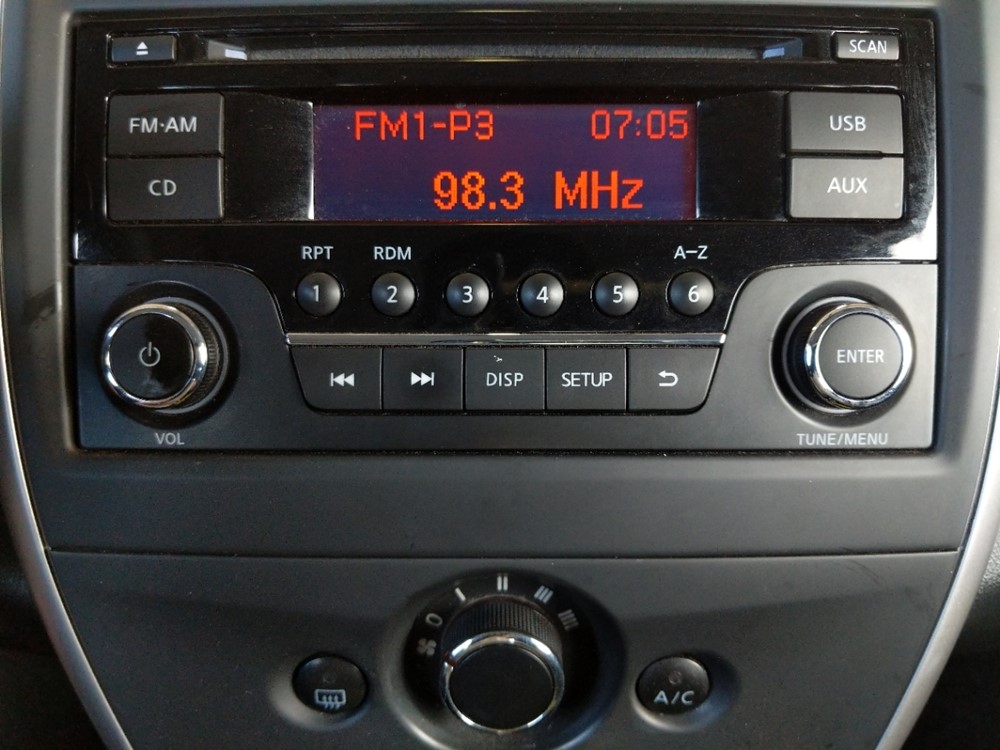 SCAN
FM·AM
FM1-P3 07:05
USB
CD
98.3 MHz
AUX
RPT RDM A-Z
1 2 3 4 5 6
ENTER
DISP SETUP
VOL
TUNE/MENU
0
A/C